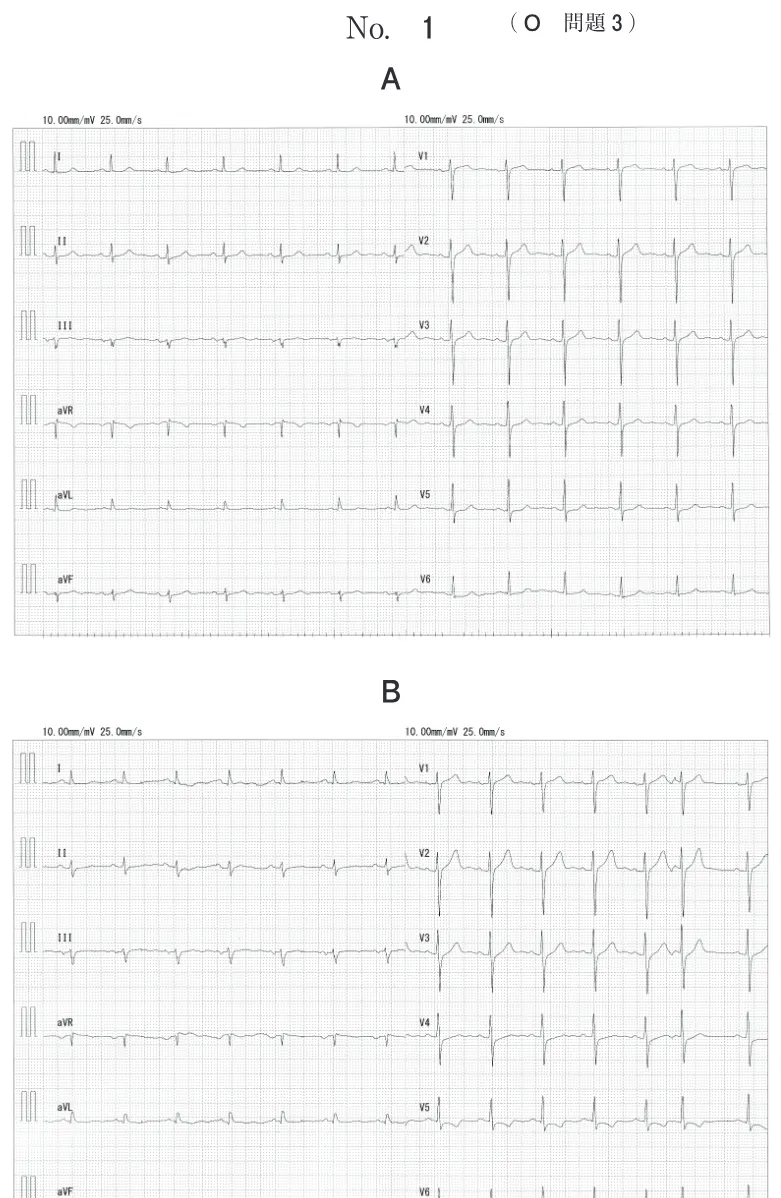 No. 1 （O 問題3）
A
10.00mm/mV 25.0mm/s 10.00mm/mV 25.0mm/s
I V1
II V2
III V3
aVR V4
aVL V5
aVF V6
B
10.00mm/mV 25.0mm/s 10.00mm/mV 25.0mm/s
I V1
II V2
III V3
aVR V4
aVL V5
aVF V6